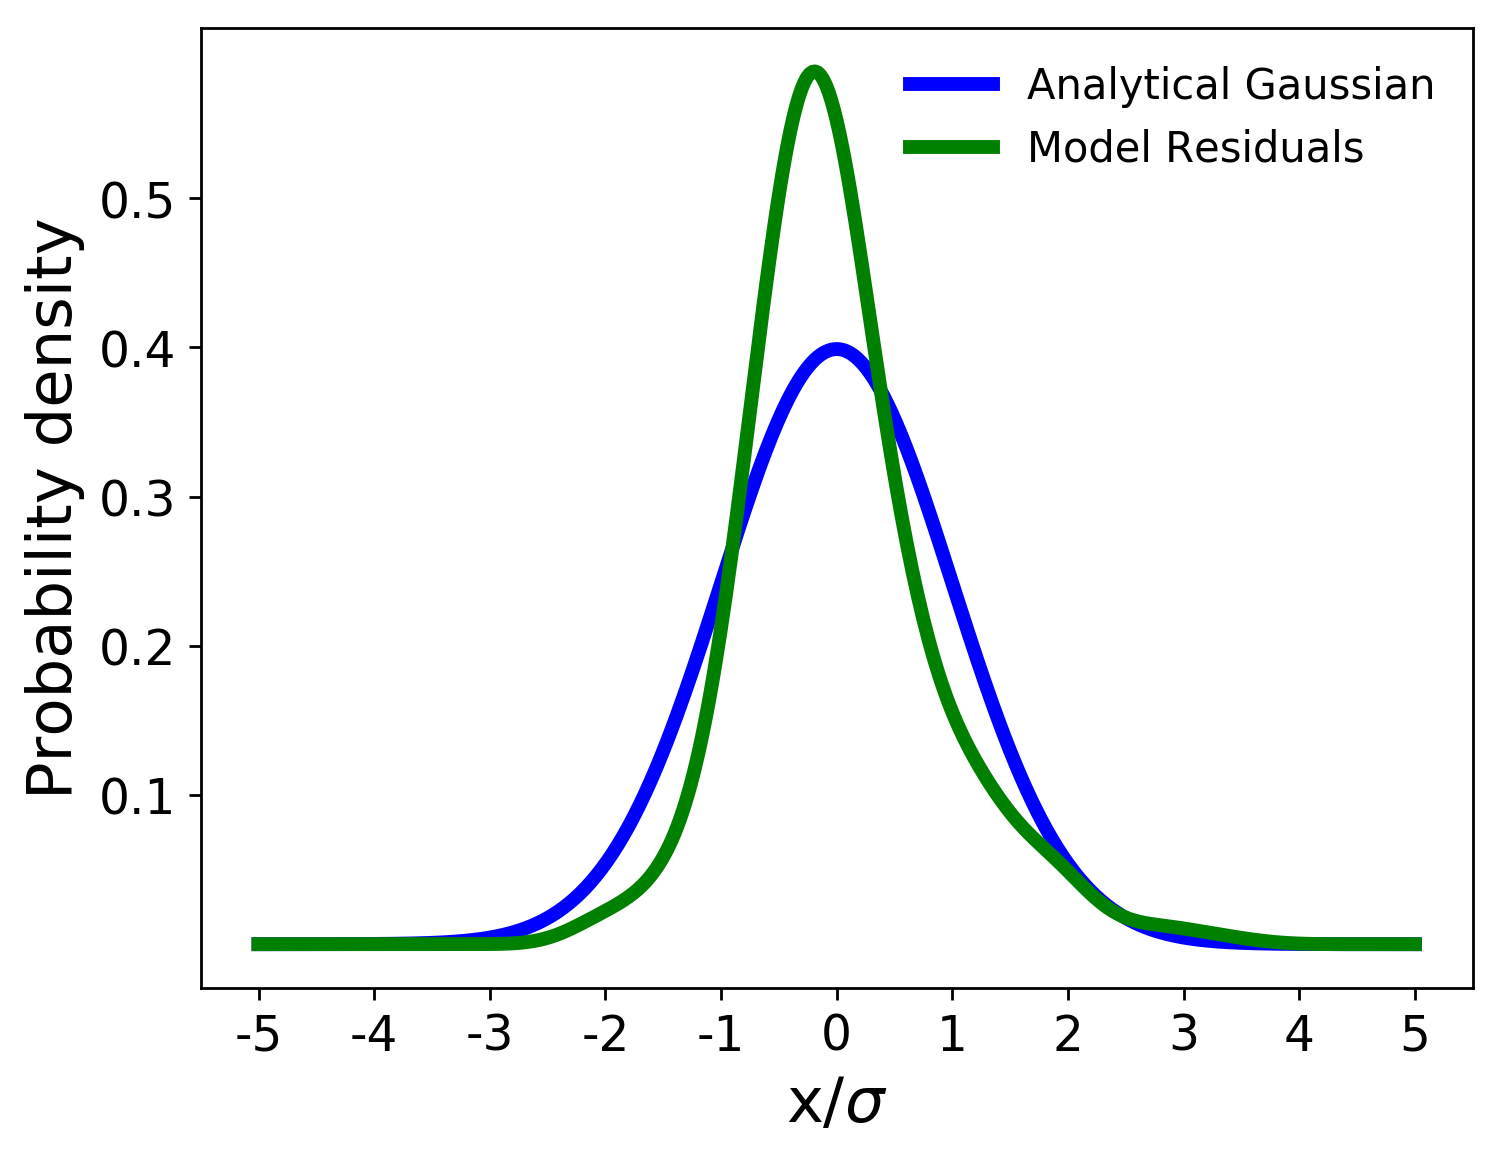 Analytical Gaussian
Model Residuals
Probability density
0.5
0.4
0.3
0.2
0.1
-5 -4 -3 -2 -1 0 1 2 3 4 5
x/σ